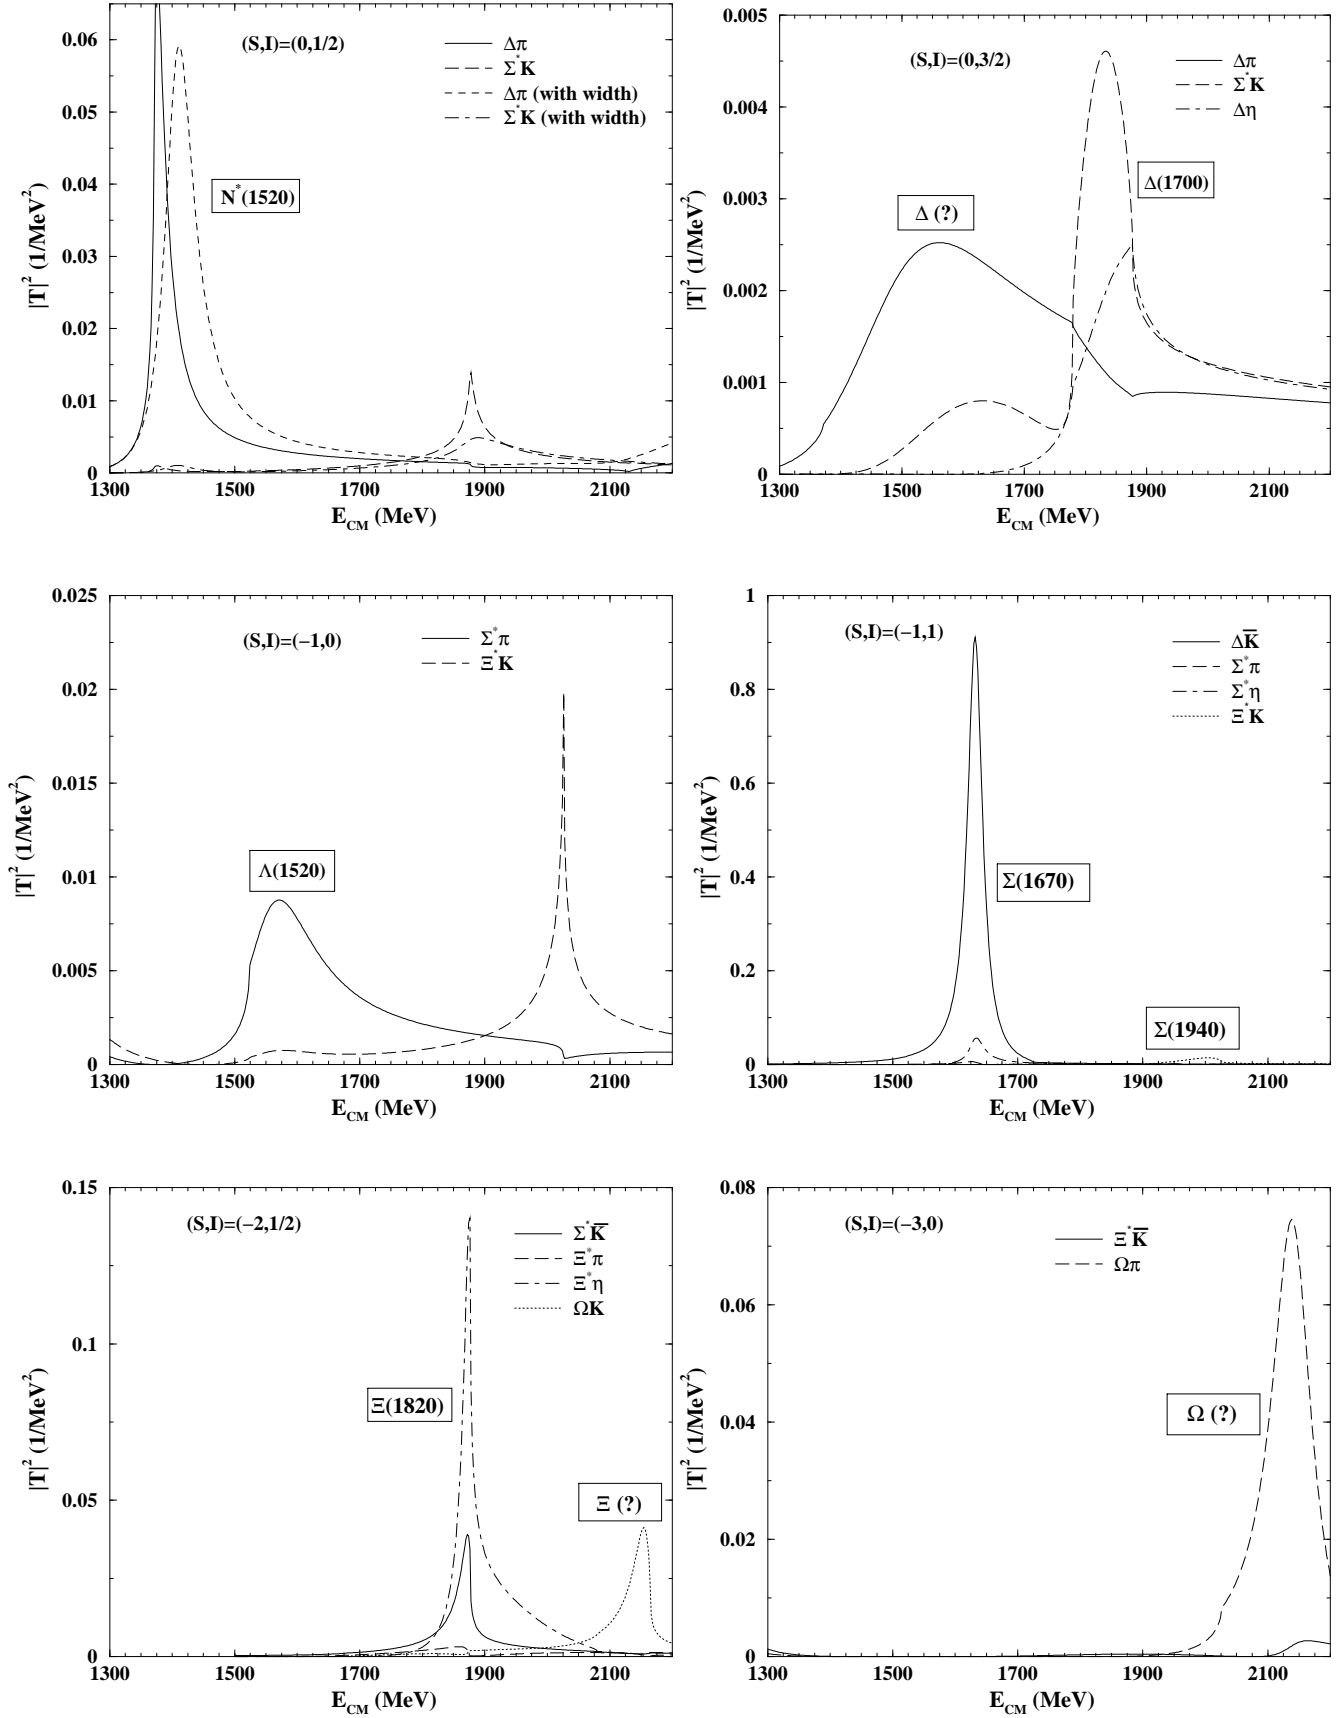 (S,I)=(0,1/2)
Δπ
Σ*K
Δπ (with width)
Σ*K (with width)
N*(1520)
0.06
0.05
0.04
0.03
0.02
0.01
0
|T|² (1/MeV²)
1300 1500 1700 1900 2100
E_CM (MeV)
(S,I)=(0,3/2)
Δπ
Σ*K
Δη
Δ(1700)
Δ (?)
0.005
0.004
0.003
0.002
0.001
0
|T|² (1/MeV²)
1300 1500 1700 1900 2100
E_CM (MeV)
(S,I)=(−1,0)
Σ*π
Ξ*K
Λ(1520)
0.025
0.02
0.015
0.01
0.005
0
|T|² (1/MeV²)
1300 1500 1700 1900 2100
E_CM (MeV)
(S,I)=(−1,1)
ΔK̅
Σ*π
Σ*η
Ξ*K
Σ(1670)
Σ(1940)
1
0.8
0.6
0.4
0.2
0
|T|² (1/MeV²)
1300 1500 1700 1900 2100
E_CM (MeV)
(S,I)=(−2,1/2)
Σ*K̅
Ξ*π
Ξ*η
ΩK
Ξ(1820)
Ξ (?)
0.15
0.1
0.05
0
|T|² (1/MeV²)
1300 1500 1700 1900 2100
E_CM (MeV)
(S,I)=(−3,0)
Ξ*K̅
Ωπ
Ω (?)
0.08
0.06
0.04
0.02
0
|T|² (1/MeV²)
1300 1500 1700 1900 2100
E_CM (MeV)